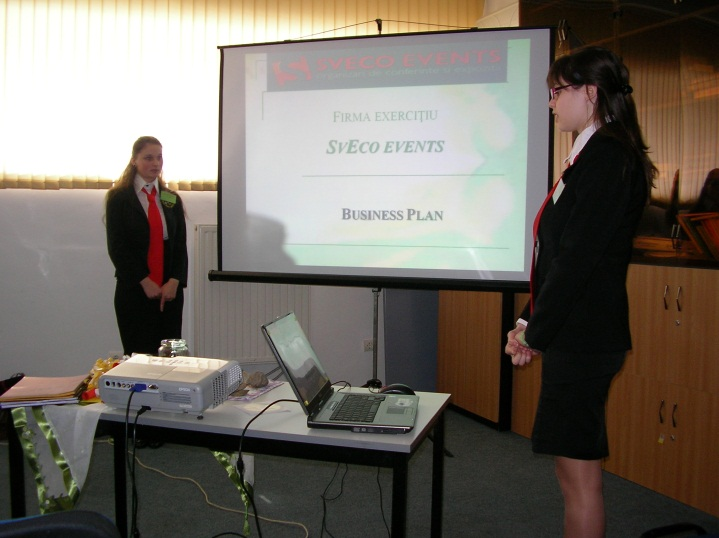 SVECO EVENTS
FIRMA EXERCIȚIU
SVECO EVENTS
BUSINESS PLAN